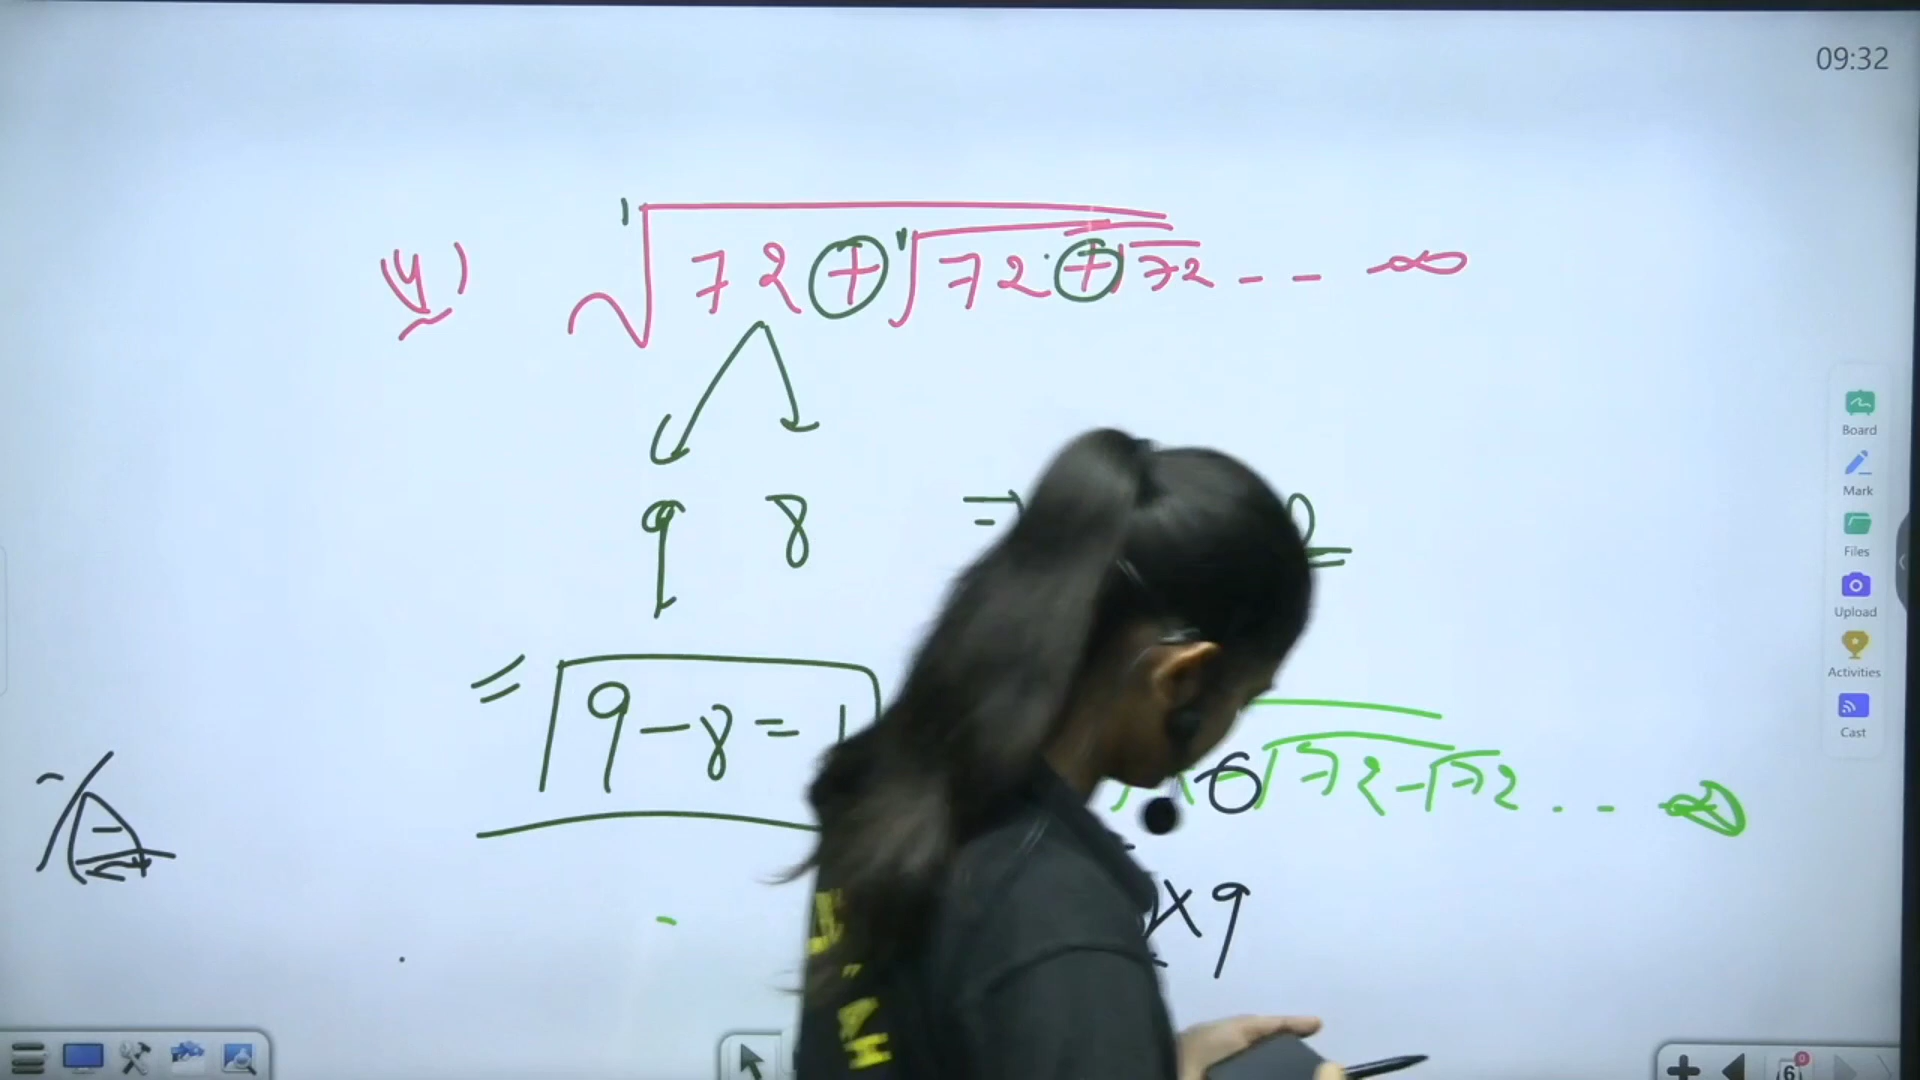 09:32
4) √72+√72+√72 - - ∞
Board
Mark
9 8 ⇒
Files
Upload
= 9-8=1
Activities
Cast
-√72-√72 . . ∞
×9
6